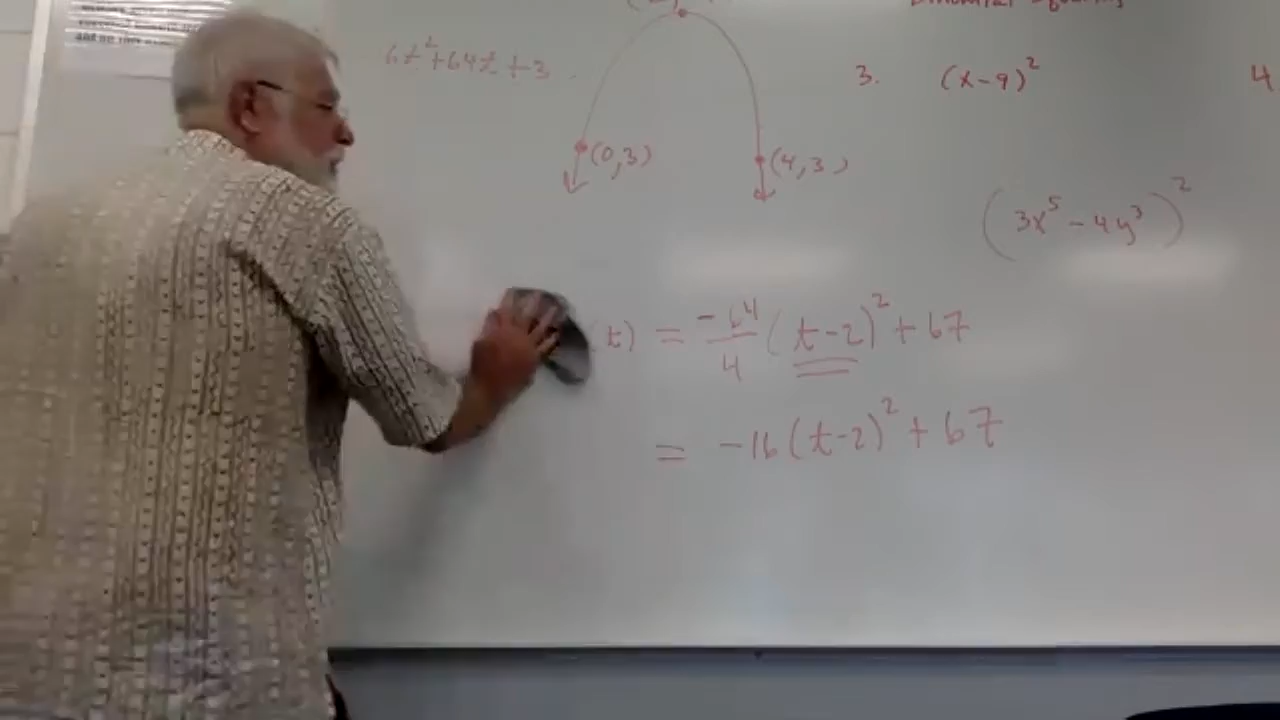 6t²+64t+3
(0,3)
(4,3)
3. (x-9)²
4
(3x⁵-4y³)²
(t) = -64/4 (t-2)²+67
= -16(t-2)²+67